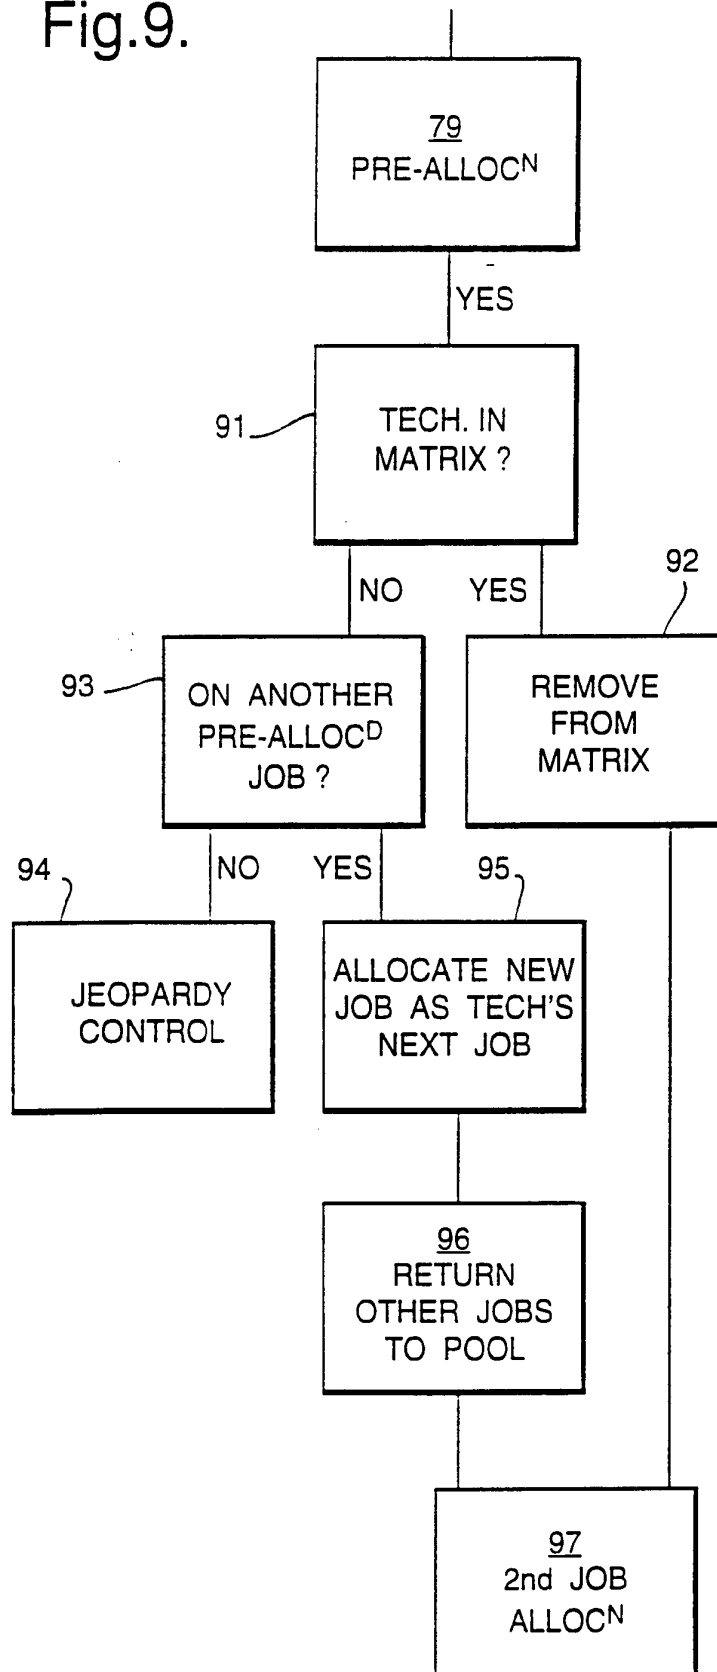 Fig.9.
79
PRE-ALLOCN
YES
91
TECH. IN
MATRIX ?
NO
YES
92
93
ON ANOTHER
PRE-ALLOCD
JOB ?
REMOVE
FROM
MATRIX
94
NO
YES
95
JEOPARDY
CONTROL
ALLOCATE NEW
JOB AS TECH'S
NEXT JOB
96
RETURN
OTHER JOBS
TO POOL
97
2nd JOB
ALLOCN